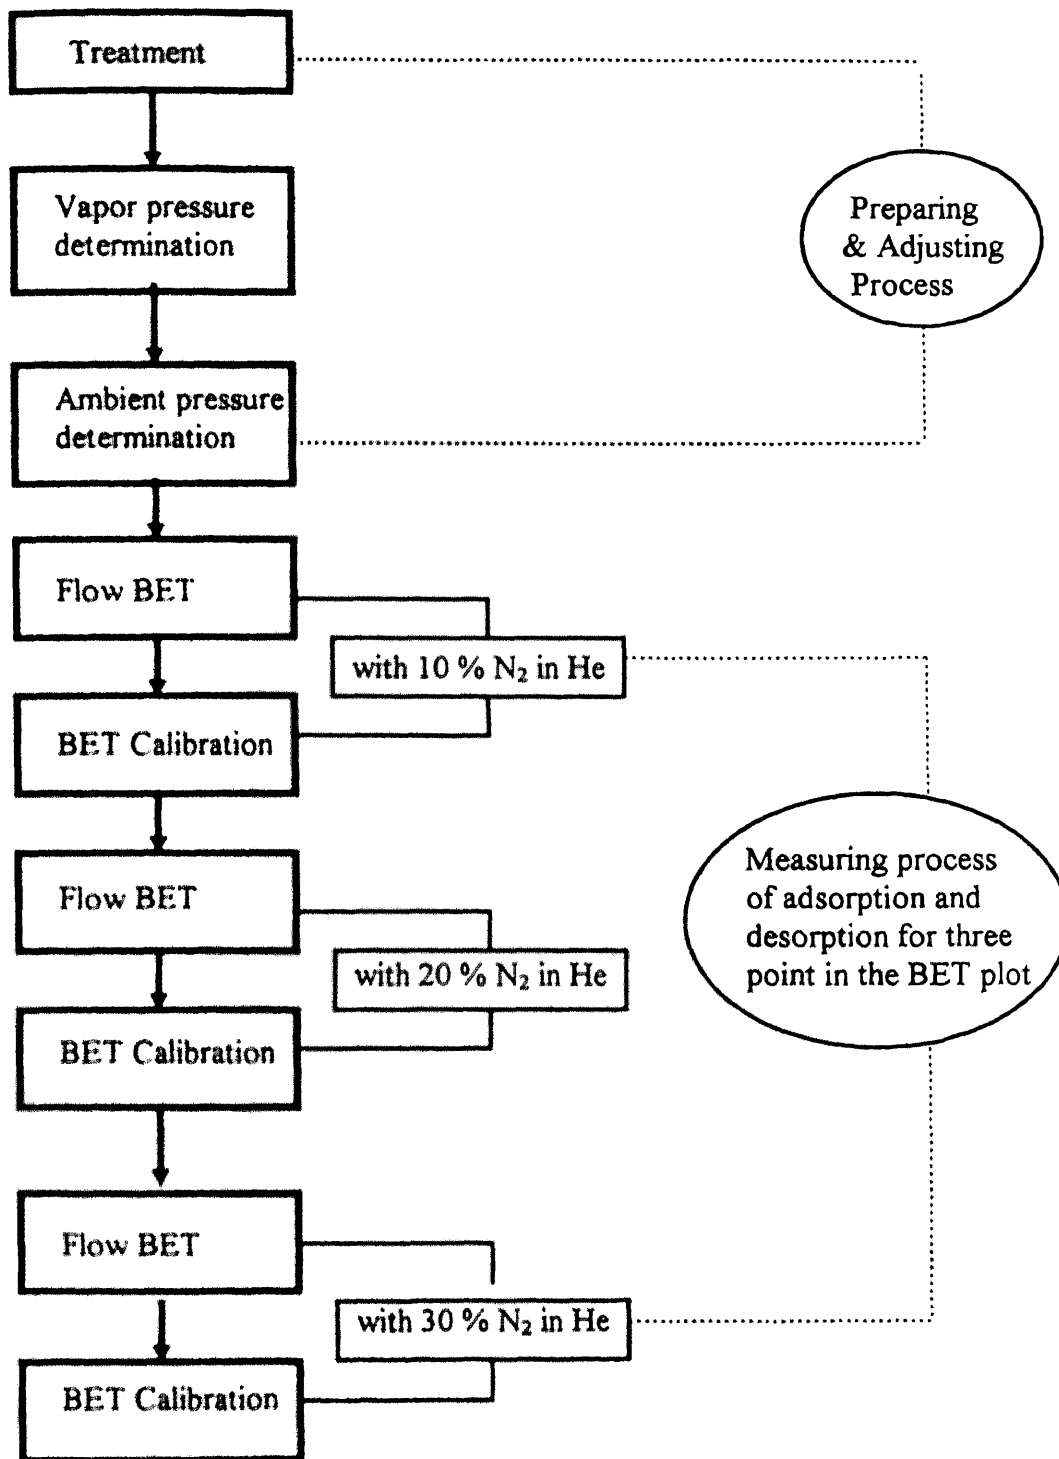 Treatment
Vapor pressure
determination
Preparing
& Adjusting
Process
Ambient pressure
determination
Flow BET
with 10 % N₂ in He
BET Calibration
Flow BET
with 20 % N₂ in He
BET Calibration
Measuring process
of adsorption and
desorption for three
point in the BET plot
Flow BET
with 30 % N₂ in He
BET Calibration